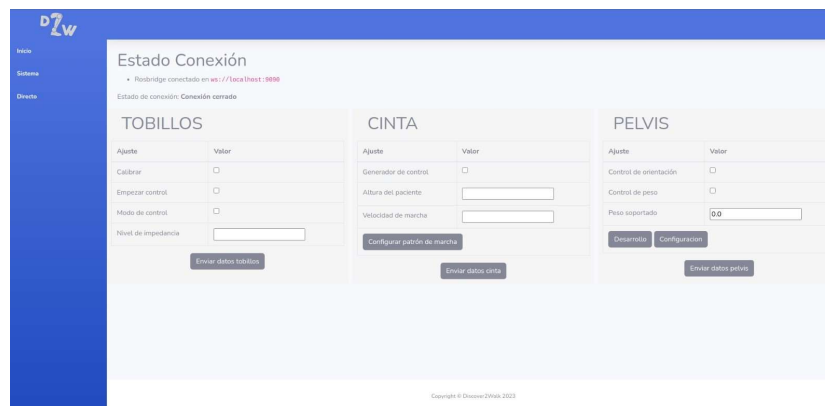 D2W
Inicio
Sistema
Directo
Estado Conexión
Rosbridge conectado en ws://localhost:9090
Estado de conexión: Conexión cerrado
TOBILLOS
Ajuste Valor
Calibrar
Empezar control
Modo de control
Nivel de impedancia
Enviar datos tobillos
CINTA
Ajuste Valor
Generador de control
Altura del paciente
Velocidad de marcha
Configurar patrón de marcha
Enviar datos cinta
PELVIS
Ajuste Valor
Control de orientación
Control de peso
Peso soportado 0.0
Desarrollo Configuracion
Enviar datos pelvis
Copyright © Discover2Walk 2023